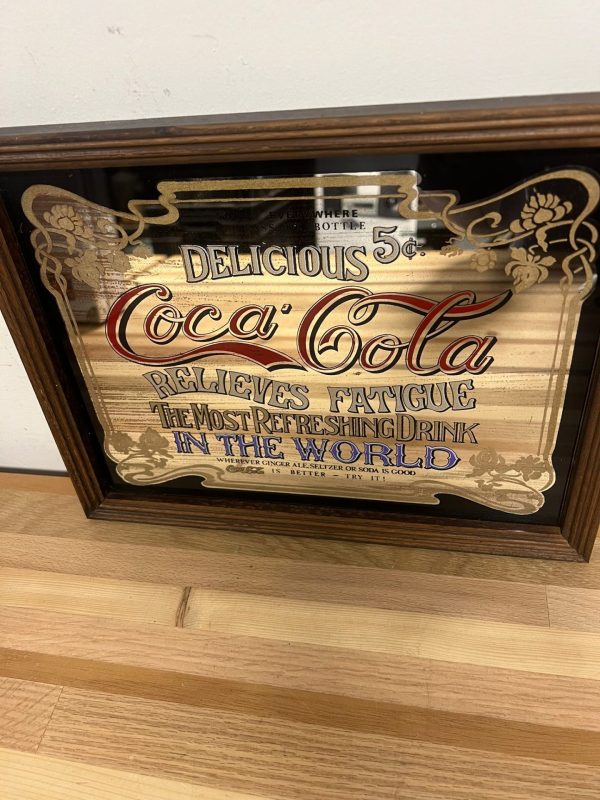 EVERYWHERE
BOTTLE
DELICIOUS 5¢.
Coca-Cola
RELIEVES FATIGUE
THE MOST REFRESHING DRINK
IN THE WORLD
WHEREVER GINGER ALE, SELTZER OR SODA IS GOOD
IS BETTER - TRY IT!